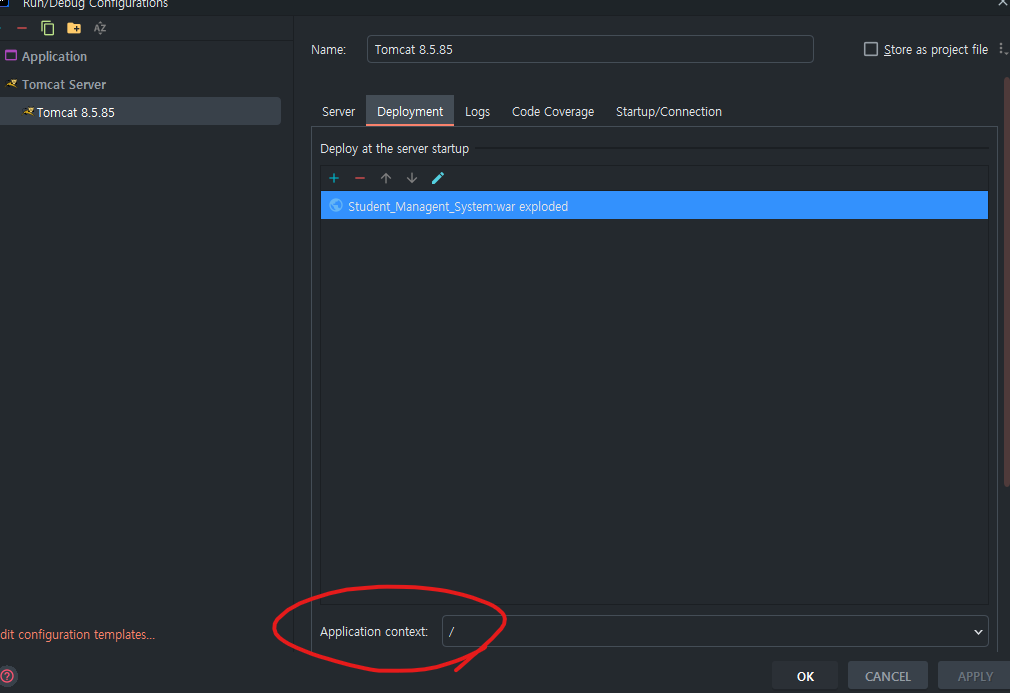 Run/Debug Configurations
Application
Tomcat Server
Tomcat 8.5.85
Name: Tomcat 8.5.85
Store as project file
Server Deployment Logs Code Coverage Startup/Connection
Deploy at the server startup
Student_Managent_System:war exploded
Application context: /
dit configuration templates...
OK CANCEL APPLY